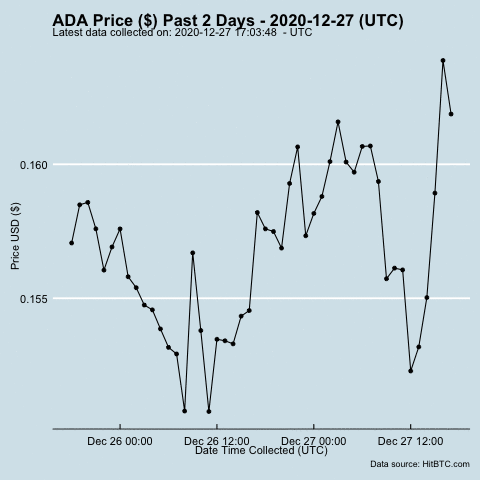 ADA Price ($) Past 2 Days - 2020-12-27 (UTC)
Latest data collected on: 2020-12-27 17:03:48  - UTC
Price USD ($)
0.160
0.155
Dec 26 00:00
Dec 26 12:00
Dec 27 00:00
Dec 27 12:00
Date Time Collected (UTC)
Data source: HitBTC.com